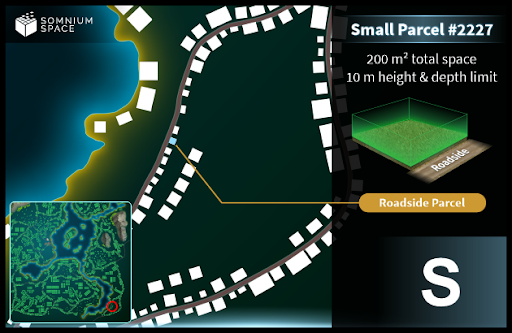 SOMNIUM
SPACE
Small Parcel #2227
200 m² total space
10 m height & depth limit
Roadside
Roadside Parcel
S